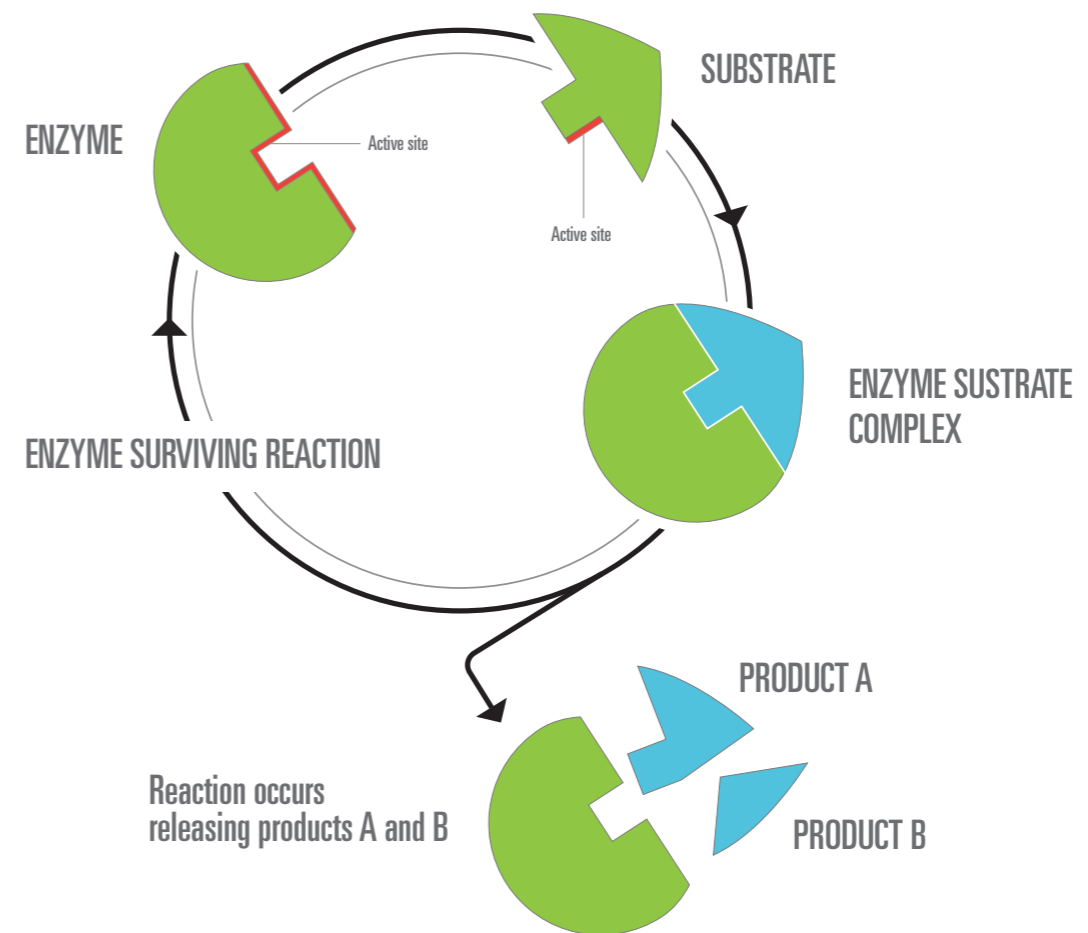 SUBSTRATE
ENZYME
Active site
Active site
ENZYME SUSTRATE
COMPLEX
ENZYME SURVIVING REACTION
PRODUCT A
Reaction occurs
releasing products A and B
PRODUCT B